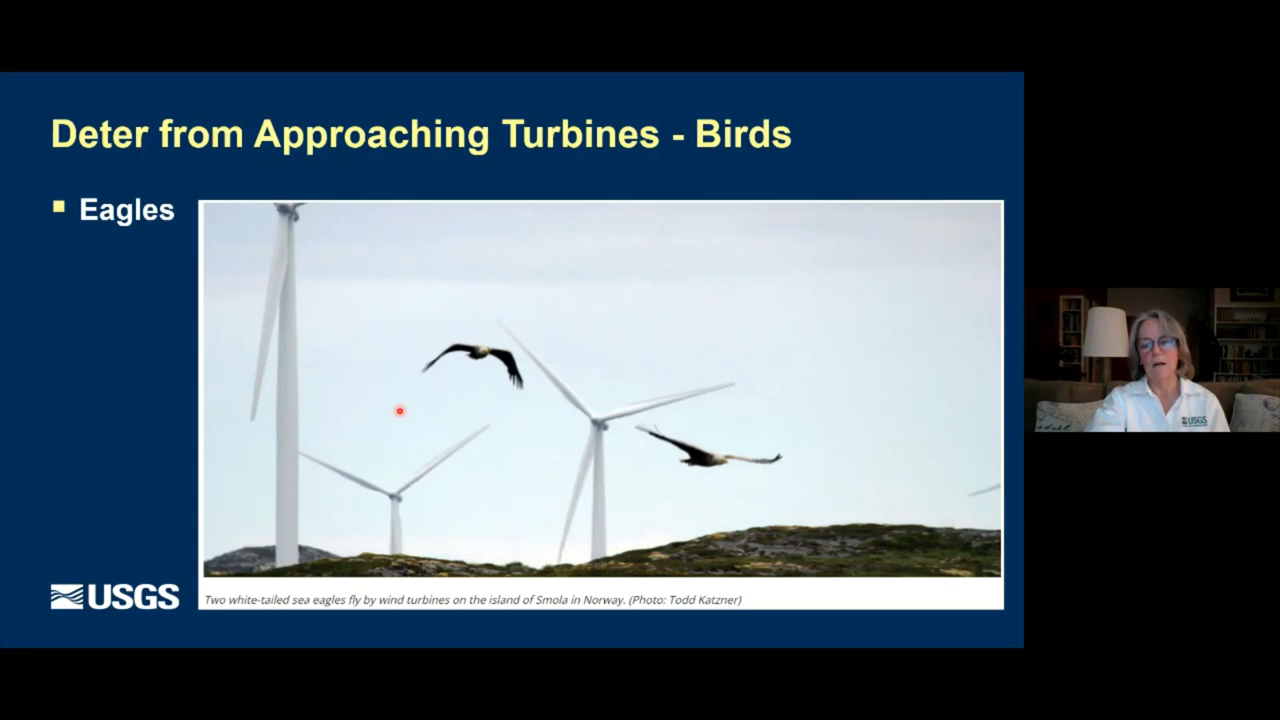 Deter from Approaching Turbines - Birds
Eagles
Two white-tailed sea eagles fly by wind turbines on the island of Smola in Norway. (Photo: Todd Katzner)
USGS
USGS